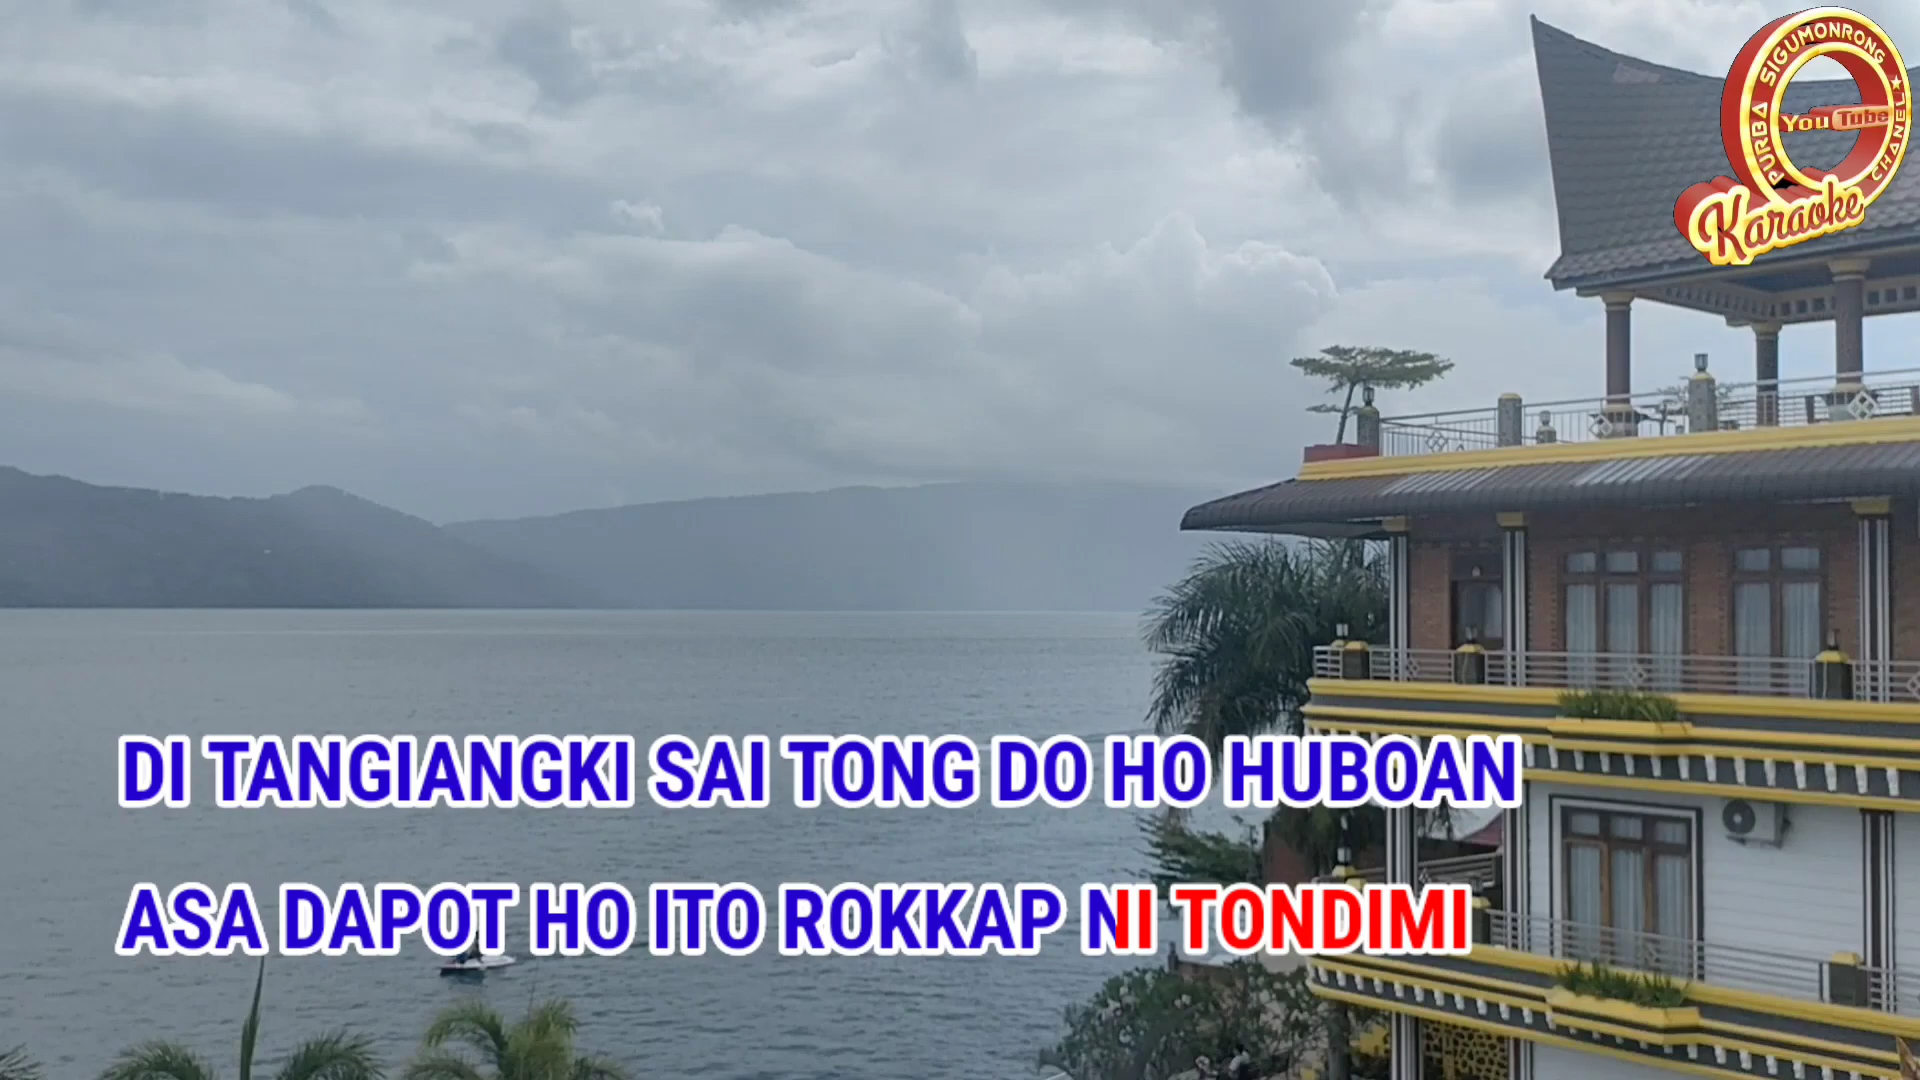 PURBA SIGUMONRONG CHANEL
YouTube
Karaoke
DI TANGIANGKI SAI TONG DO HO HUBOAN
ASA DAPOT HO ITO ROKKAP NI TONDIMI